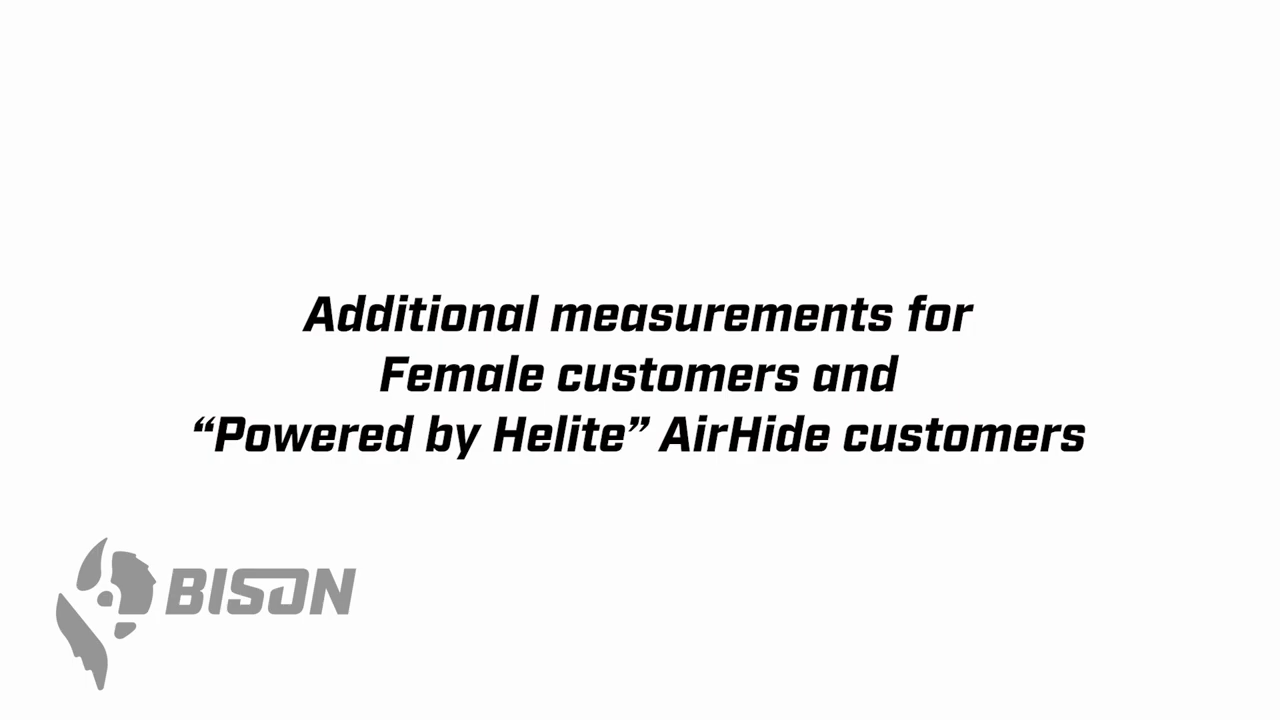 Additional measurements for
Female customers and
“Powered by Helite” AirHide customers
BISON